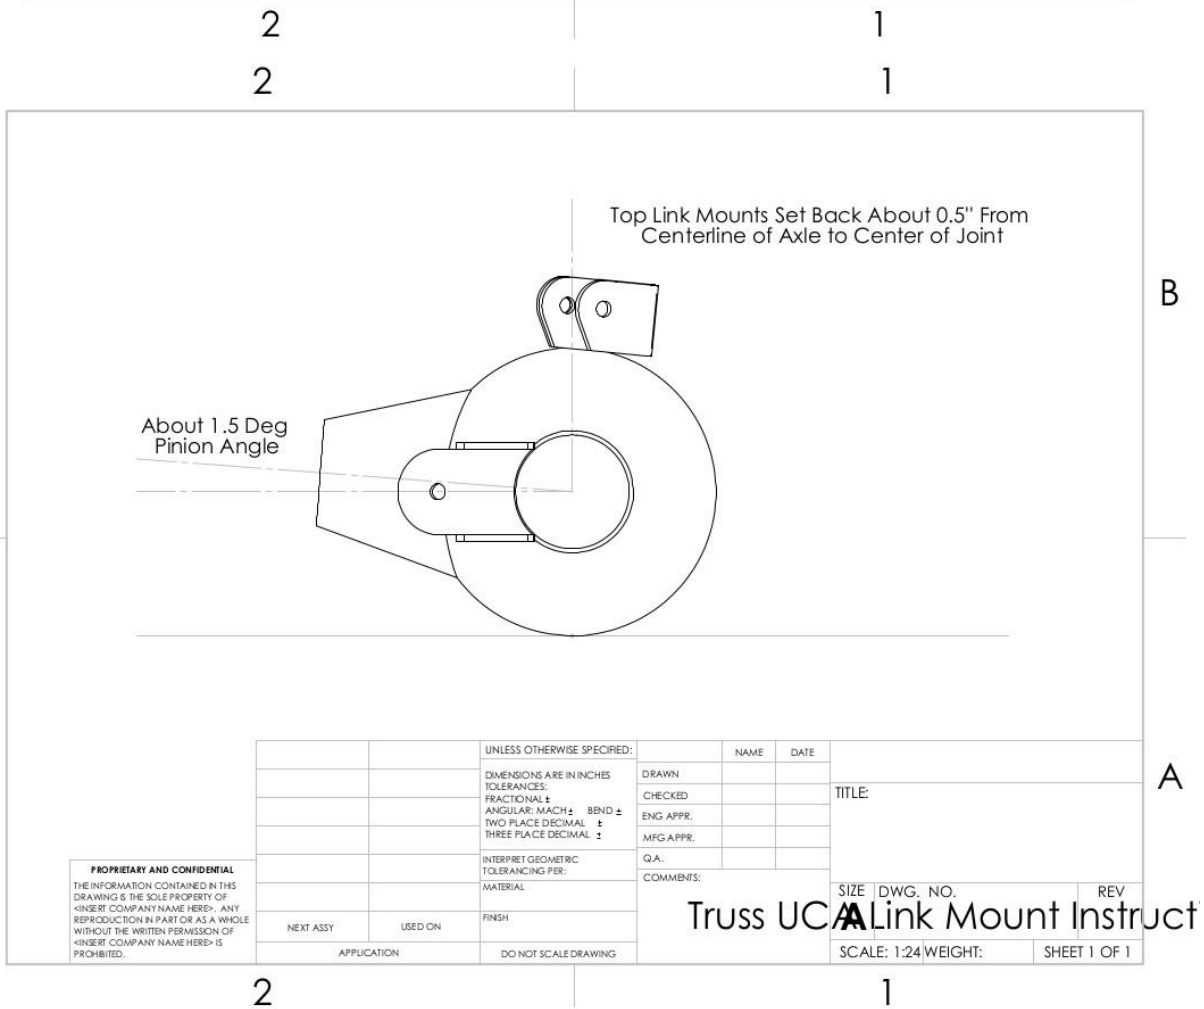 2 1
2 1
Top Link Mounts Set Back About 0.5" From
Centerline of Axle to Center of Joint
B
About 1.5 Deg
Pinion Angle
A
UNLESS OTHERWISE SPECIFIED:
DIMENSIONS ARE IN INCHES
TOLERANCES:
FRACTIONAL ±
ANGULAR: MACH ± BEND ±
TWO PLACE DECIMAL ±
THREE PLACE DECIMAL ±
INTERPRET GEOMETRIC
TOLERANCING PER:
MATERIAL
FINISH
DO NOT SCALE DRAWING
NAME DATE
DRAWN
CHECKED
ENG APPR.
MFG APPR.
Q.A.
COMMENTS:
TITLE:
SIZE DWG. NO. REV
A Truss UCA Link Mount Instructi
SCALE: 1:24 WEIGHT: SHEET 1 OF 1
PROPRIETARY AND CONFIDENTIAL
THE INFORMATION CONTAINED IN THIS
DRAWING IS THE SOLE PROPERTY OF
<INSERT COMPANY NAME HERE>. ANY
REPRODUCTION IN PART OR AS A WHOLE
WITHOUT THE WRITTEN PERMISSION OF
<INSERT COMPANY NAME HERE> IS
PROHIBITED.
NEXT ASSY USED ON
APPLICATION
2 1